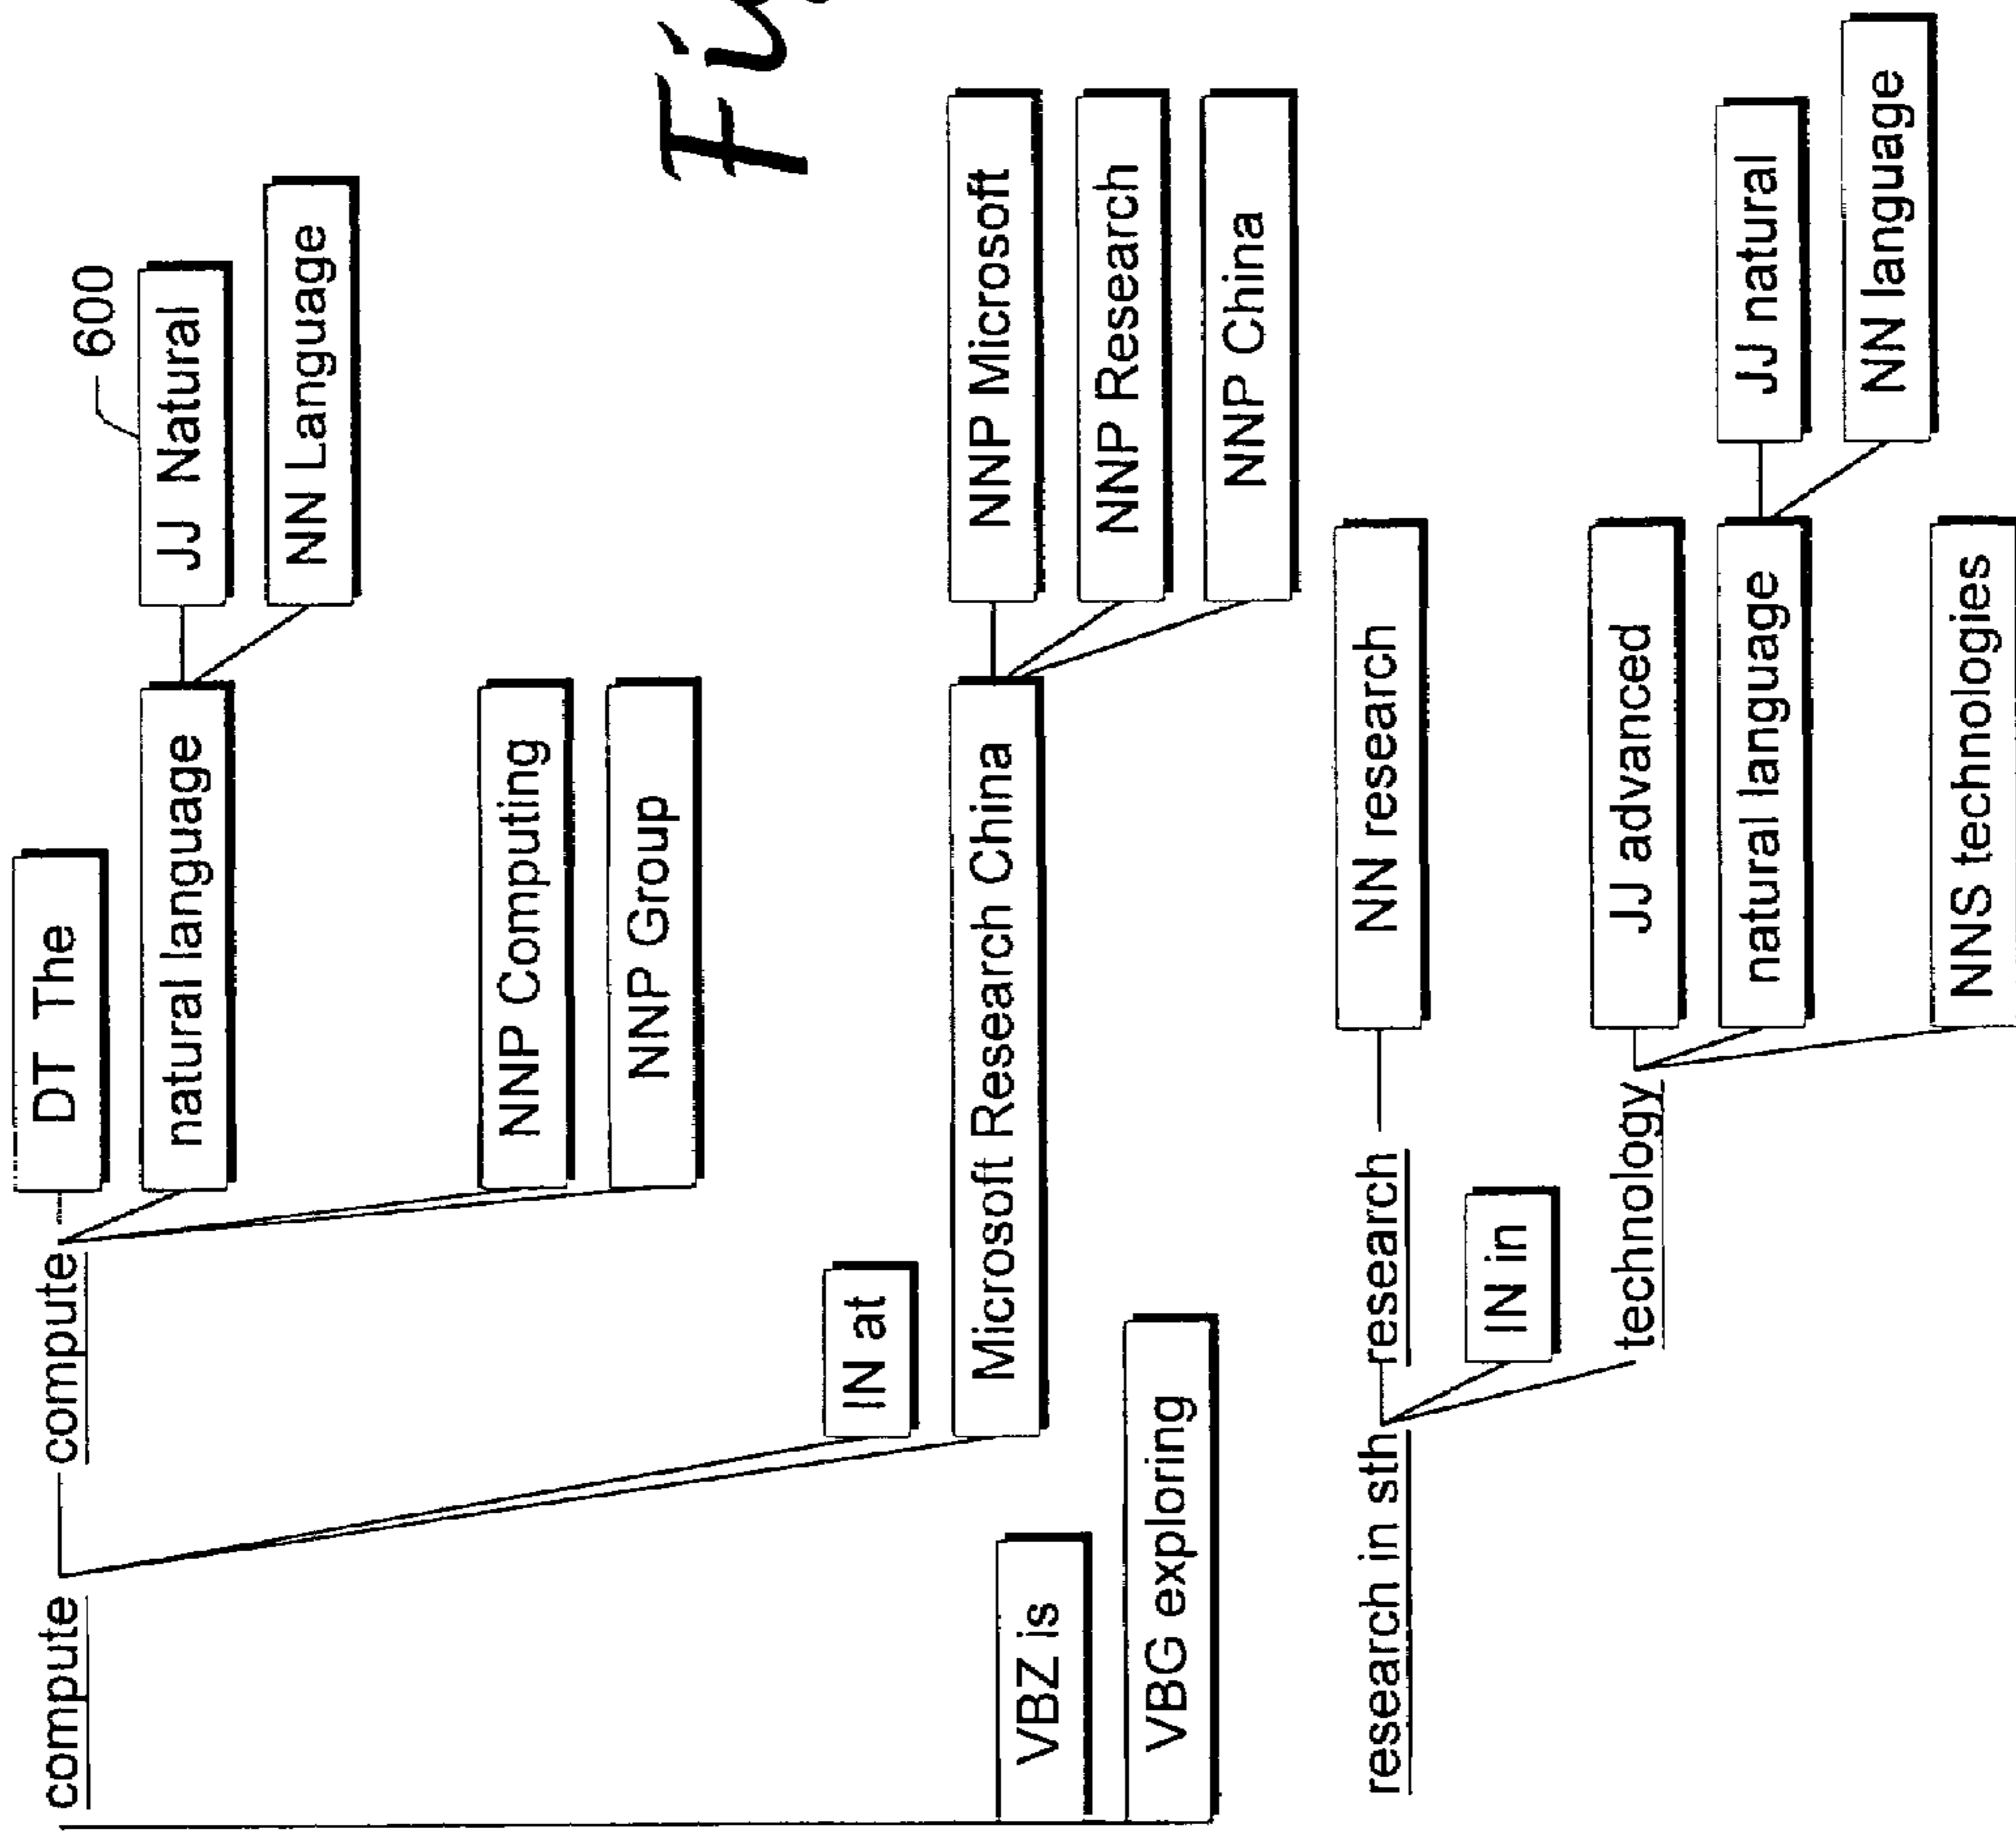 600
compute compute DT The
natural language JJ Natural
NN Language
NNP Computing
NNP Group
IN at
Microsoft Research China NNP Microsoft
NNP Research
NNP China
VBZ is
VBG exploring
research in sth research NN research
IN in
technology JJ advanced
natural language JJ natural
NN language
NNS technologies